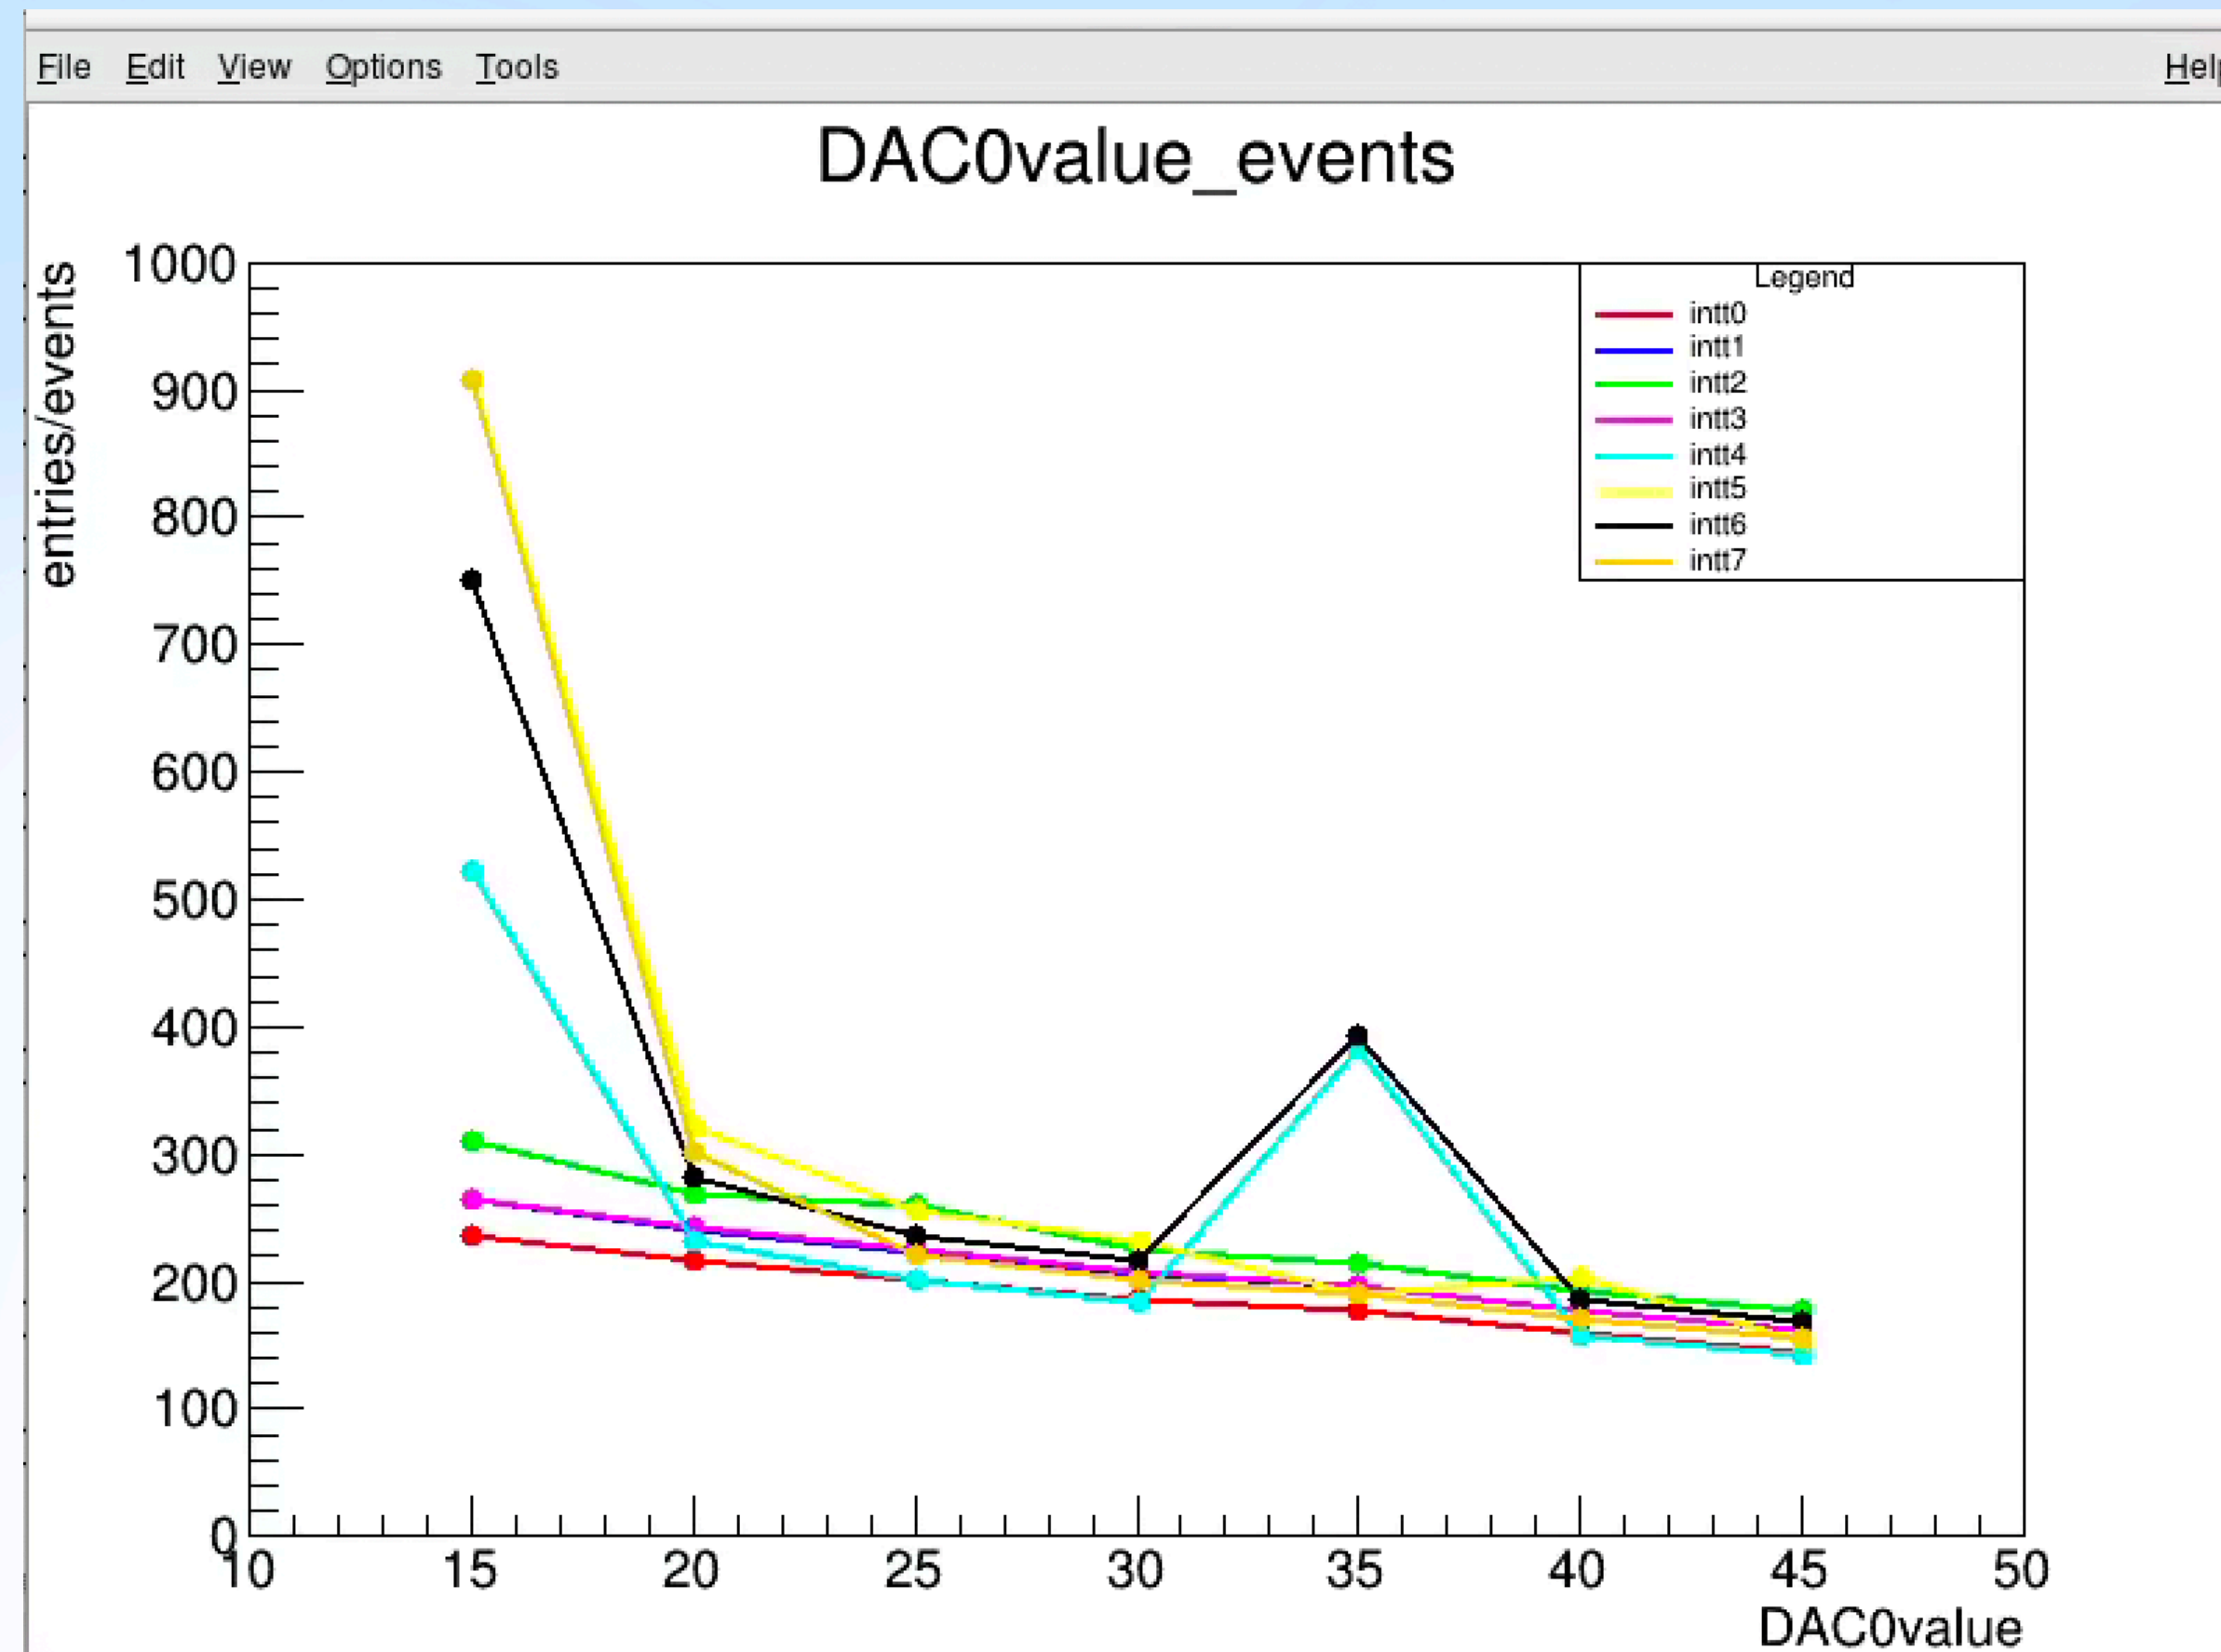 File Edit View Options Tools Help
DAC0value_events
entries/events
1000
900
800
700
600
500
400
300
200
100
0
Legend
intt0
intt1
intt2
intt3
intt4
intt5
intt6
intt7
10 15 20 25 30 35 40 45 50
DAC0value